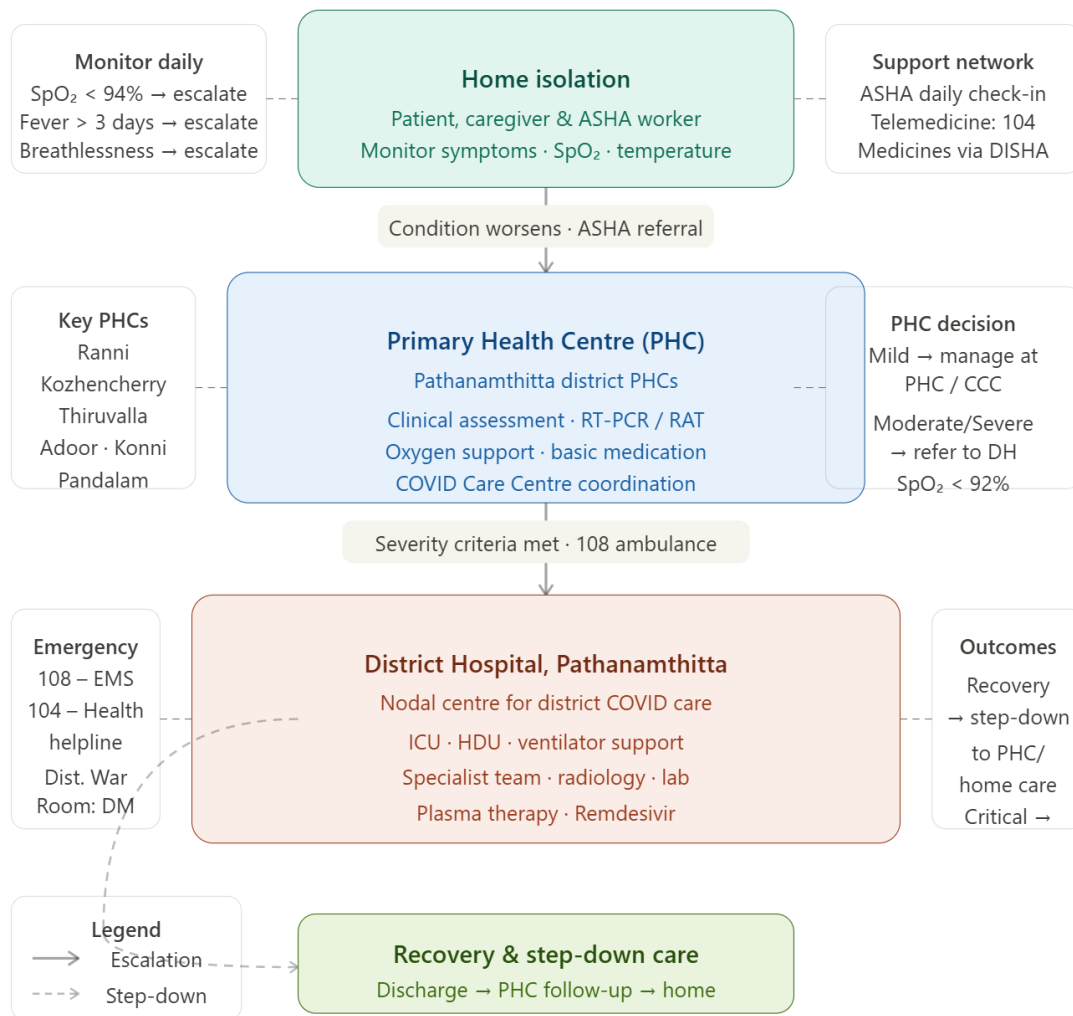 Monitor daily
SpO₂ < 94% → escalate
Fever > 3 days → escalate
Breathlessness → escalate
Home isolation
Patient, caregiver & ASHA worker
Monitor symptoms · SpO₂ · temperature
Support network
ASHA daily check-in
Telemedicine: 104
Medicines via DISHA
Condition worsens · ASHA referral
Key PHCs
Ranni
Kozhencherry
Thiruvalla
Adoor · Konni
Pandalam
Primary Health Centre (PHC)
Pathanamthitta district PHCs
Clinical assessment · RT-PCR / RAT
Oxygen support · basic medication
COVID Care Centre coordination
PHC decision
Mild → manage at
PHC / CCC
Moderate/Severe
→ refer to DH
SpO₂ < 92%
Severity criteria met · 108 ambulance
Emergency
108 – EMS
104 – Health
helpline
Dist. War
Room: DM
District Hospital, Pathanamthitta
Nodal centre for district COVID care
ICU · HDU · ventilator support
Specialist team · radiology · lab
Plasma therapy · Remdesivir
Outcomes
Recovery
→ step-down
to PHC/
home care
Critical →
Legend
Escalation
Step-down
Recovery & step-down care
Discharge → PHC follow-up → home